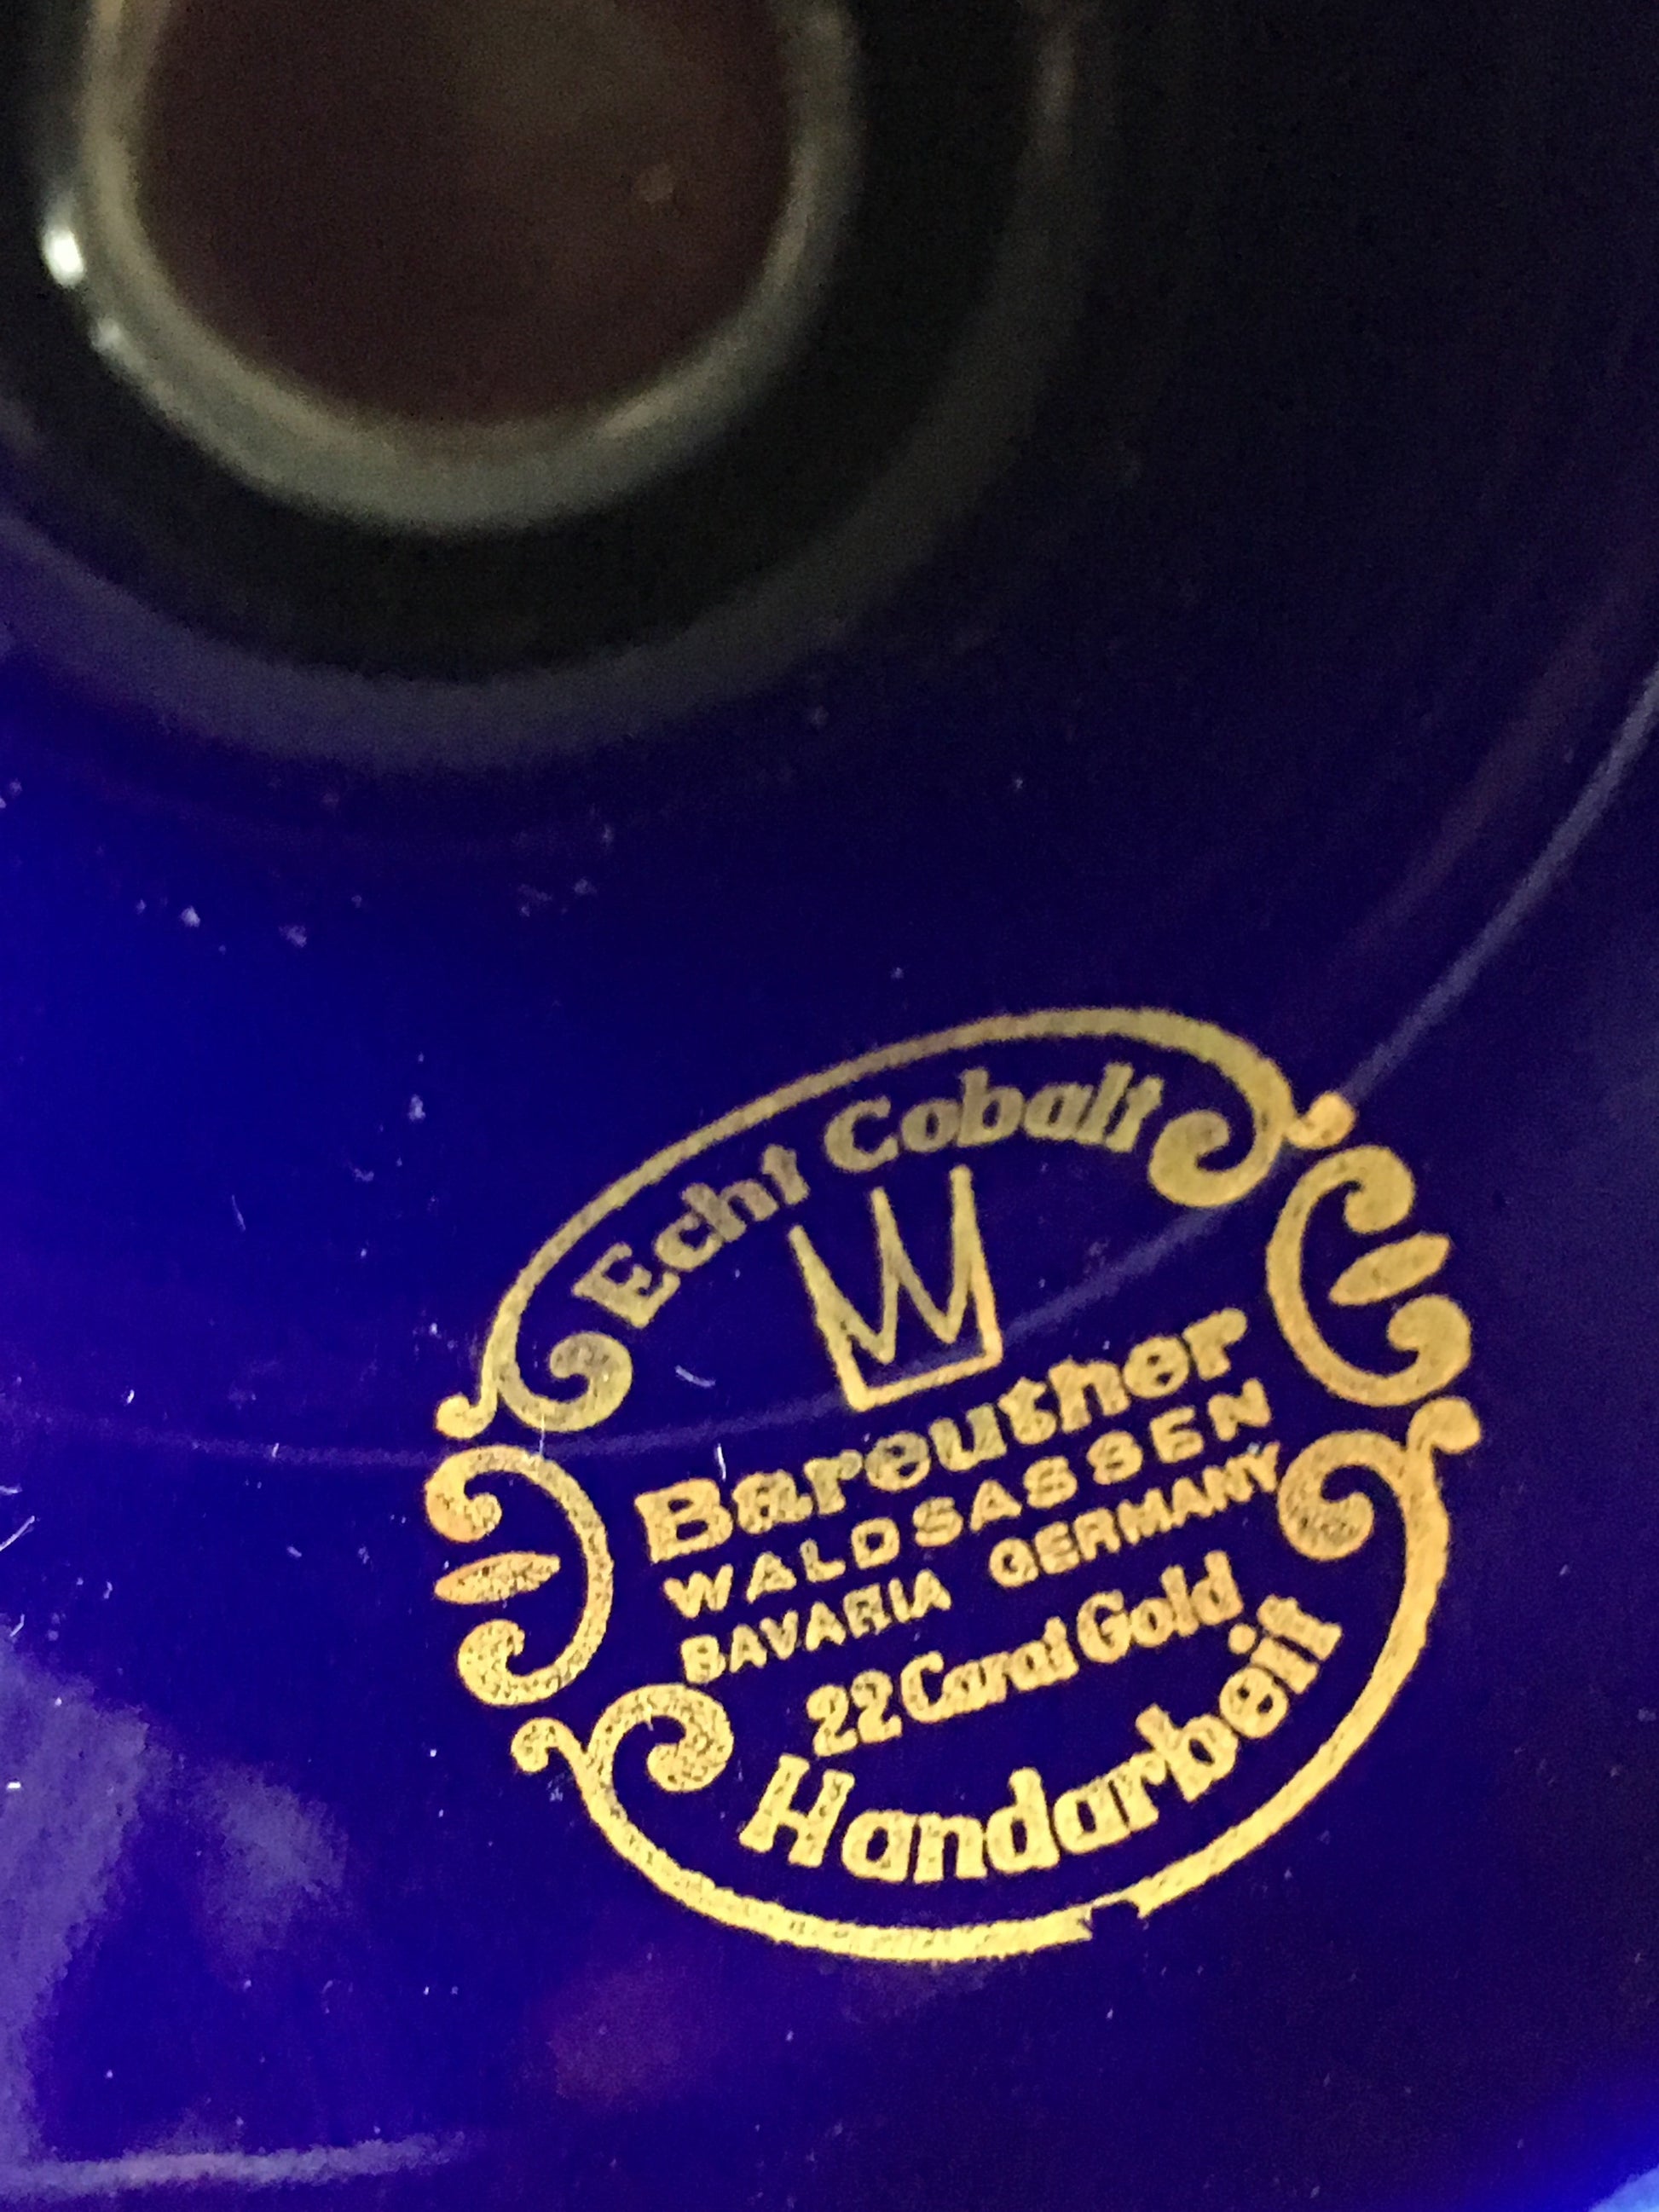 Echt Cobalt
Bareuther
WALDSASSEN
BAVARIA GERMANY
22 Carat Gold
Handarbeit